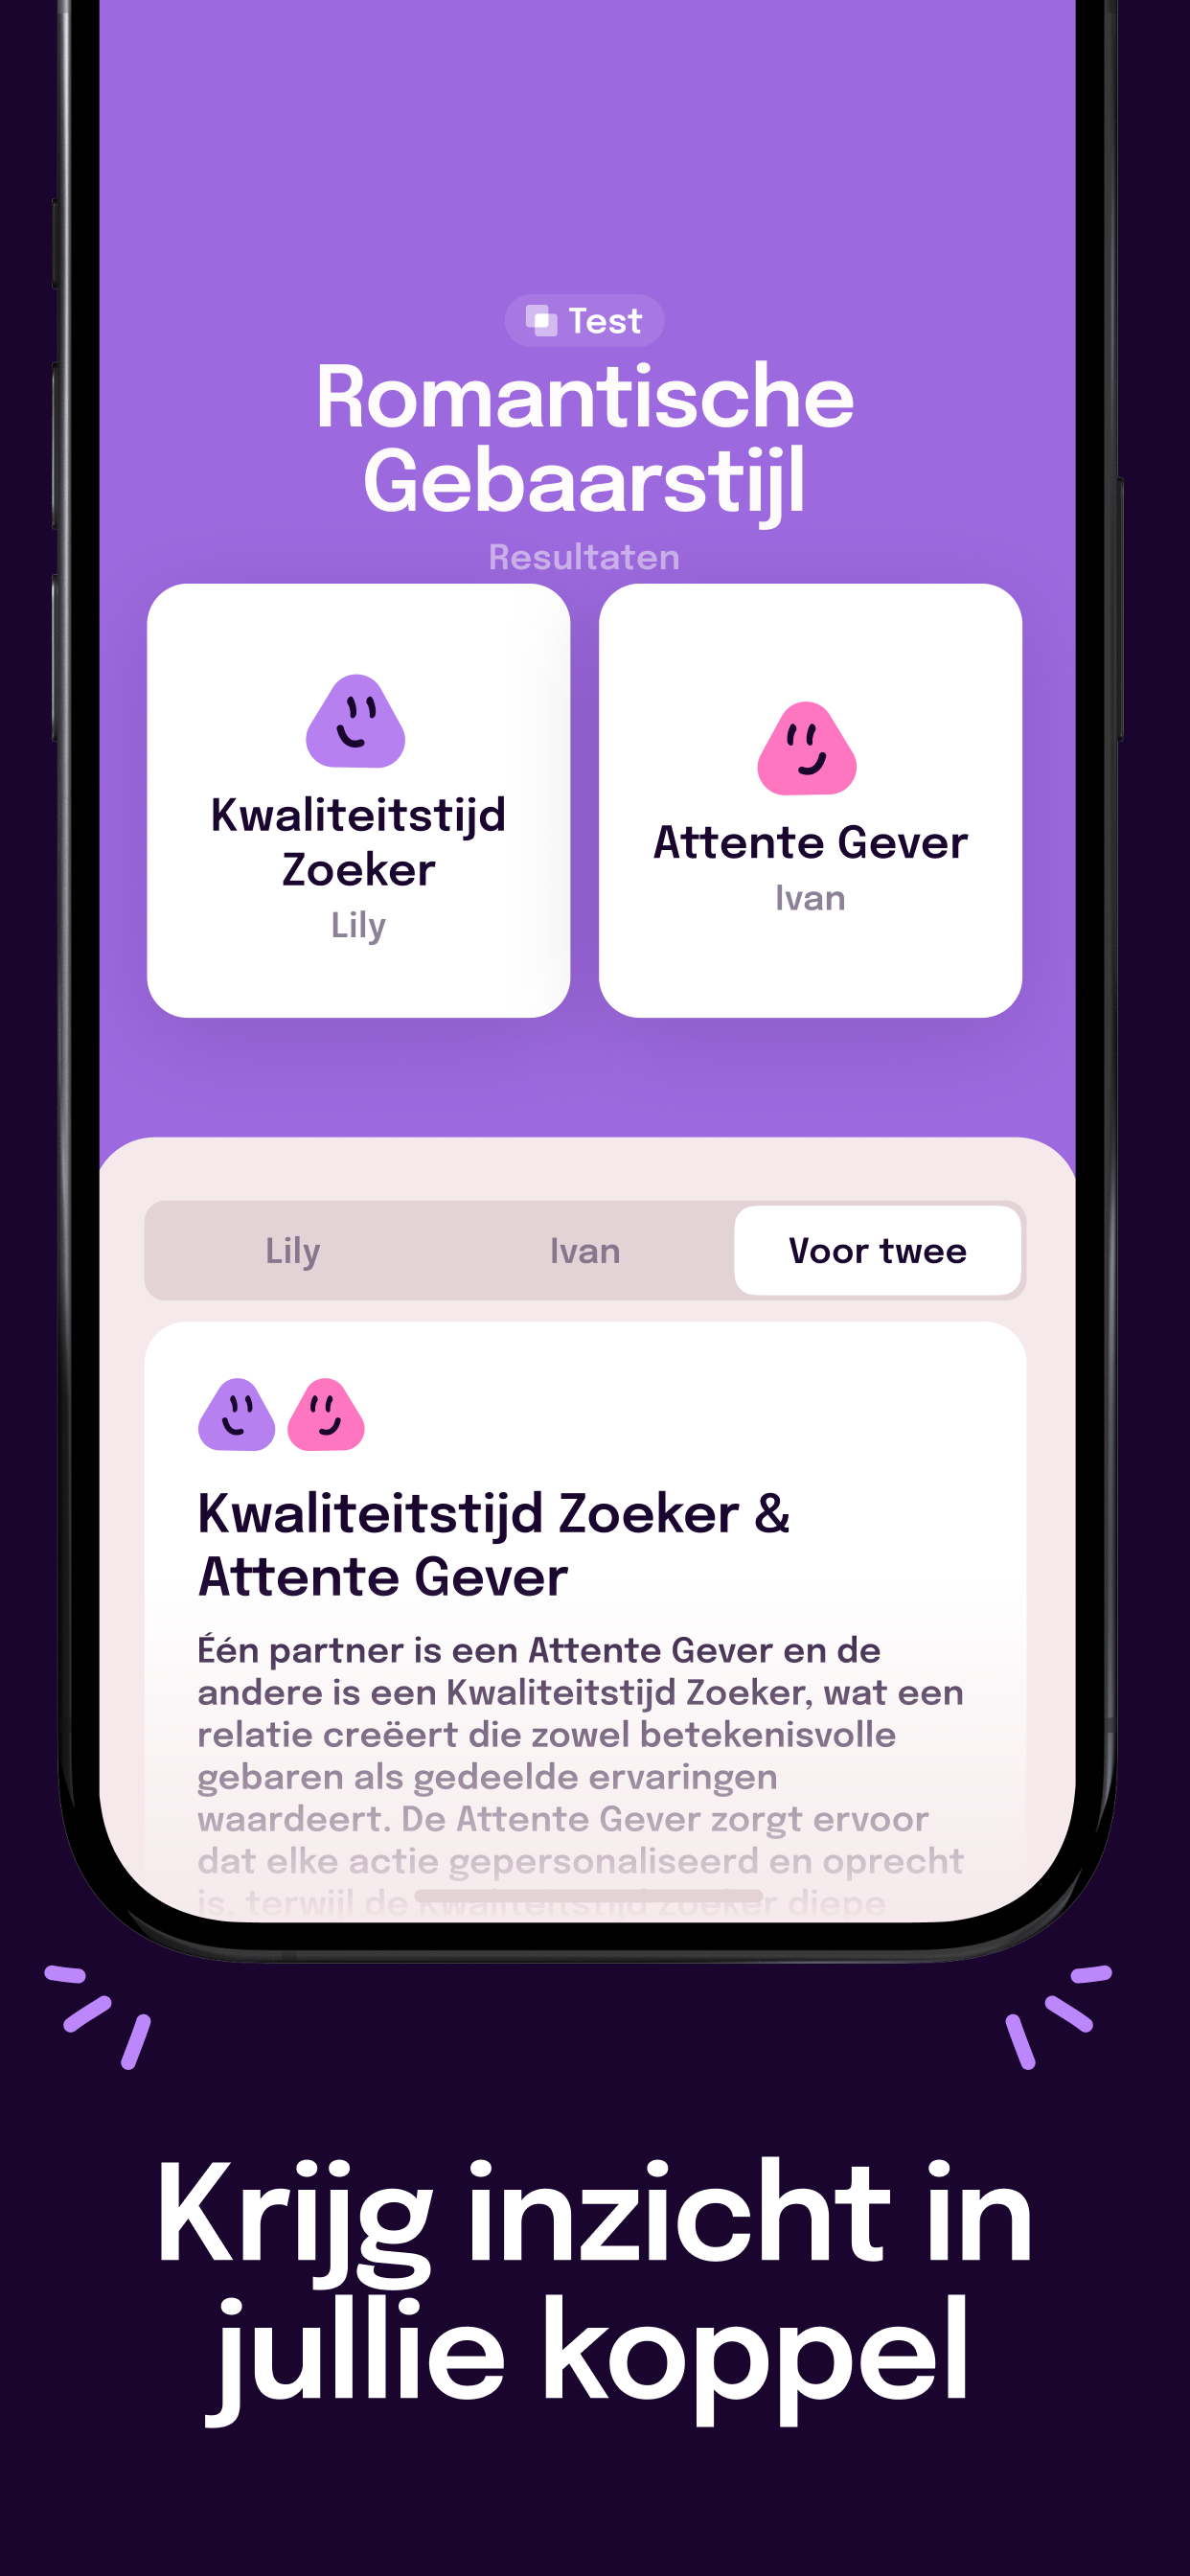 Test
Romantische
Gebaarstijl
Resultaten
Kwaliteitstijd
Zoeker
Lily
Attente Gever
Ivan
Lily Ivan Voor twee
Kwaliteitstijd Zoeker &
Attente Gever
Één partner is een Attente Gever en de
andere is een Kwaliteitstijd Zoeker, wat een
relatie creëert die zowel betekenisvolle
gebaren als gedeelde ervaringen
waardeert. De Attente Gever zorgt ervoor
dat elke actie gepersonaliseerd en oprecht
is, terwijl de Kwaliteitstijd Zoeker diepe
Krijg inzicht in
jullie koppel